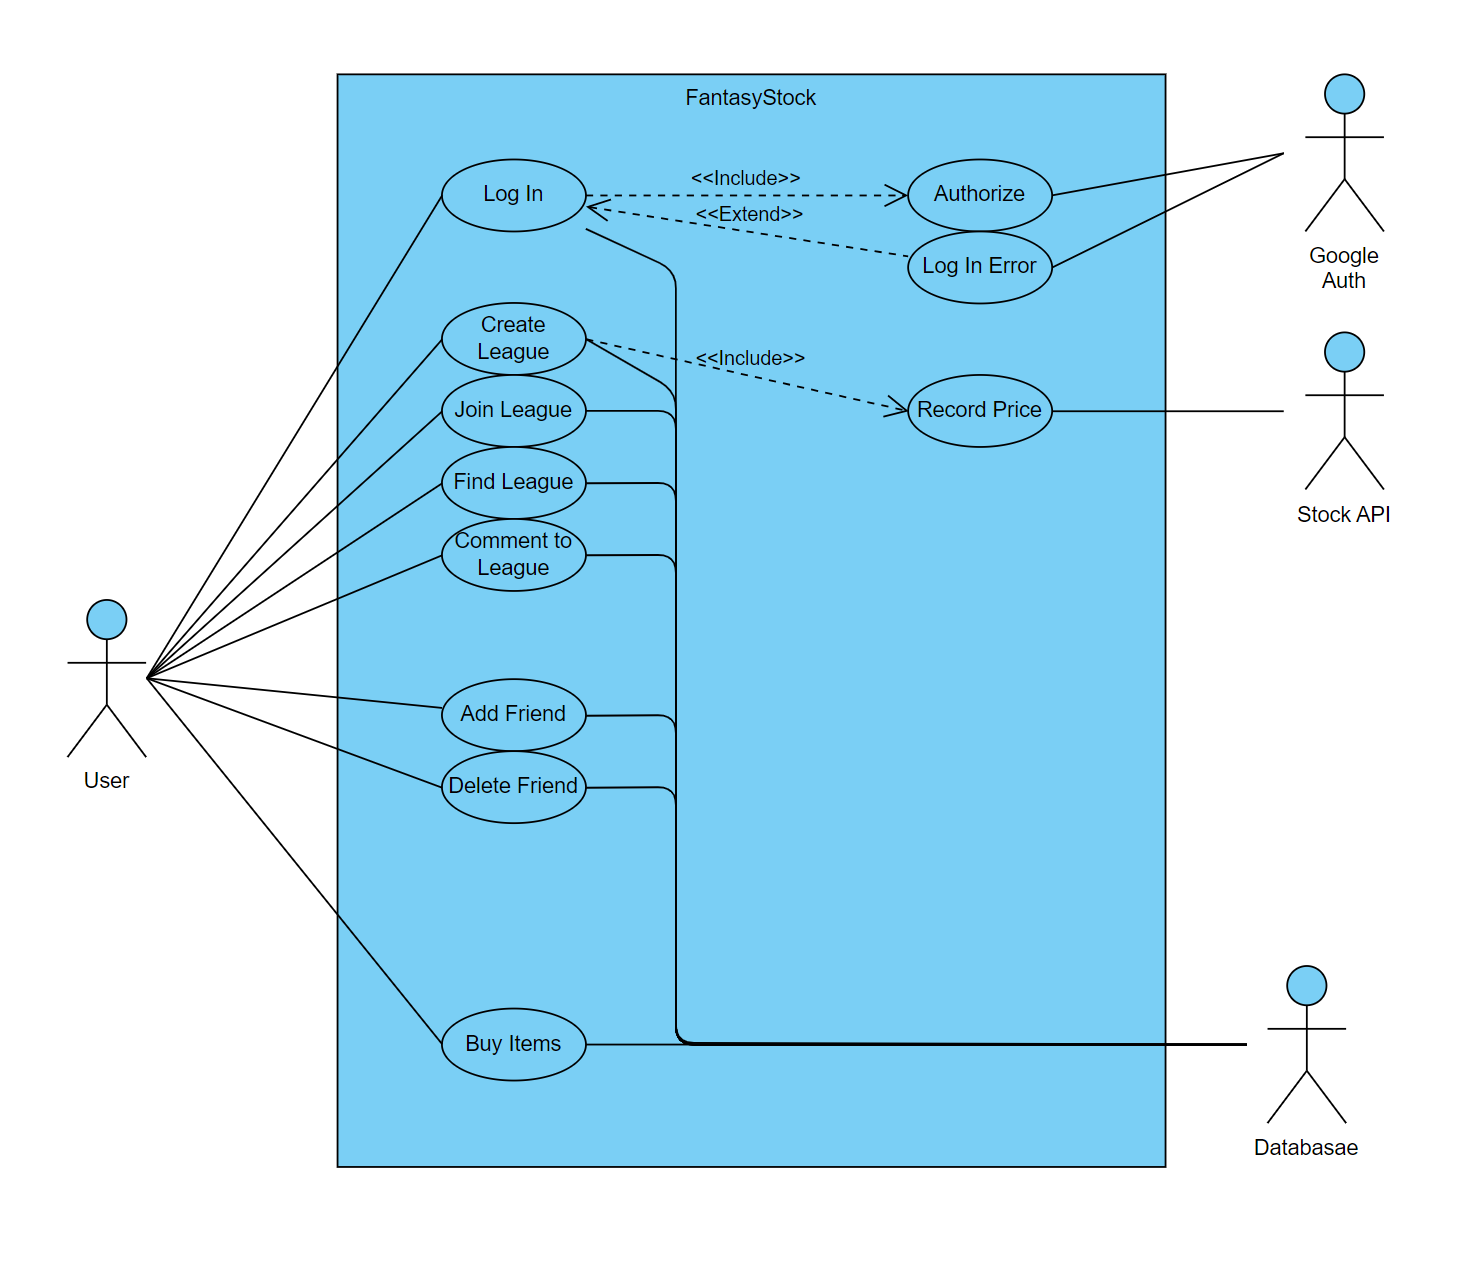 FantasyStock
Log In
<<Include>>
Authorize
<<Extend>>
Log In Error
Google
Auth
Create
League
<<Include>>
Join League
Record Price
Find League
Stock API
Comment to
League
Add Friend
User
Delete Friend
Buy Items
Databasae